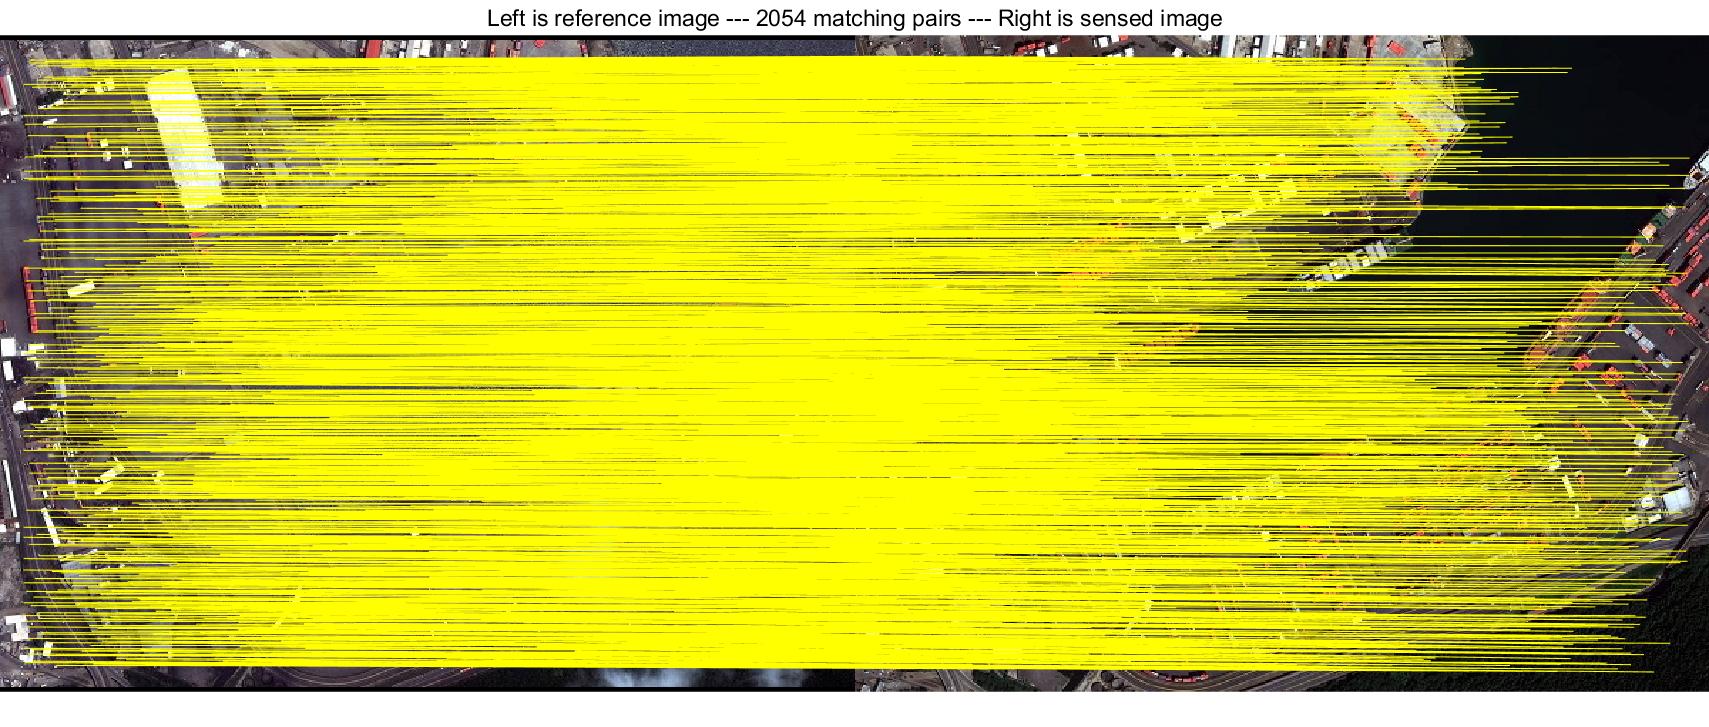 Left is reference image --- 2054 matching pairs --- Right is sensed image